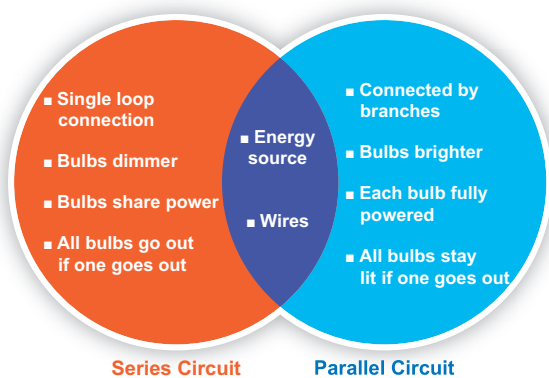 ■ Single loop
connection
■ Bulbs dimmer
■ Bulbs share power
■ All bulbs go out
if one goes out
■ Energy
source
■ Wires
■ Connected by
branches
■ Bulbs brighter
■ Each bulb fully
powered
■ All bulbs stay
lit if one goes out
Series Circuit
Parallel Circuit